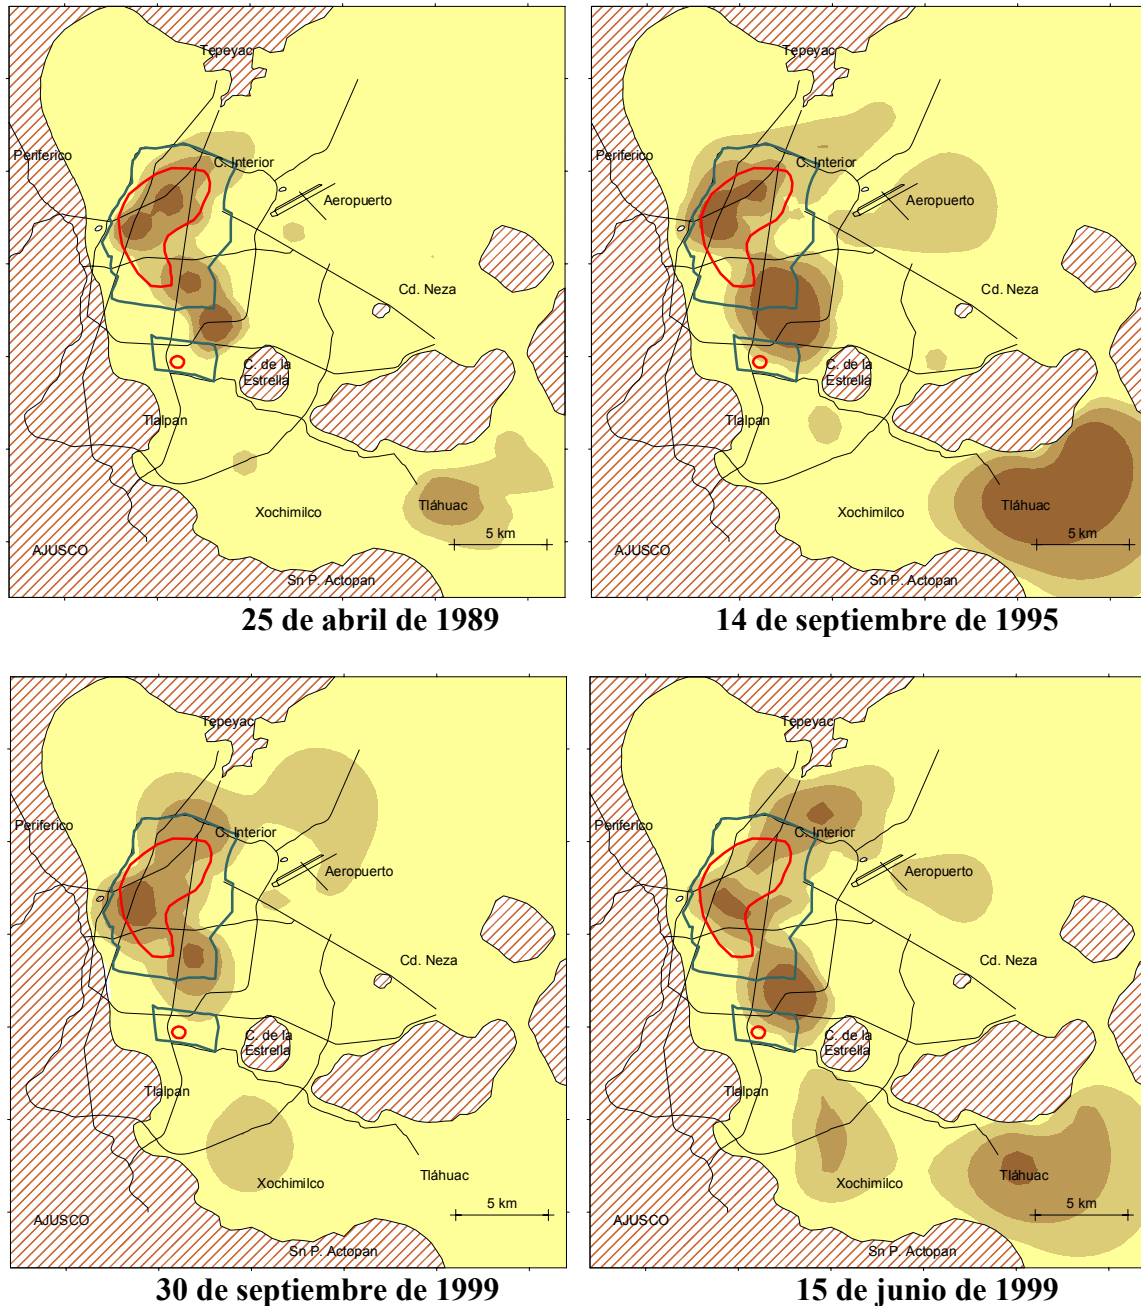 Tepeyac
Periferico
C. Interior
Aeropuerto
Cd. Neza
C. de la
Estrella
Tlalpan
Xochimilco
Tláhuac
5 km
AJUSCO
Sn P. Actopan
25 de abril de 1989
Tepeyac
Periferico
C. Interior
Aeropuerto
Cd. Neza
C. de la
Estrella
Tlalpan
Xochimilco
Tláhuac
5 km
AJUSCO
Sn P. Actopan
14 de septiembre de 1995
Tepeyac
Periferico
C. Interior
Aeropuerto
Cd. Neza
C. de la
Estrella
Tlalpan
Tláhuac
Xochimilco
5 km
AJUSCO
Sn P. Actopan
30 de septiembre de 1999
Tepeyac
Periferico
C. Interior
Aeropuerto
Cd. Neza
C. de la
Estrella
Tlalpan
Tláhuac
Xochimilco
5 km
AJUSCO
Sn P. Actopan
15 de junio de 1999